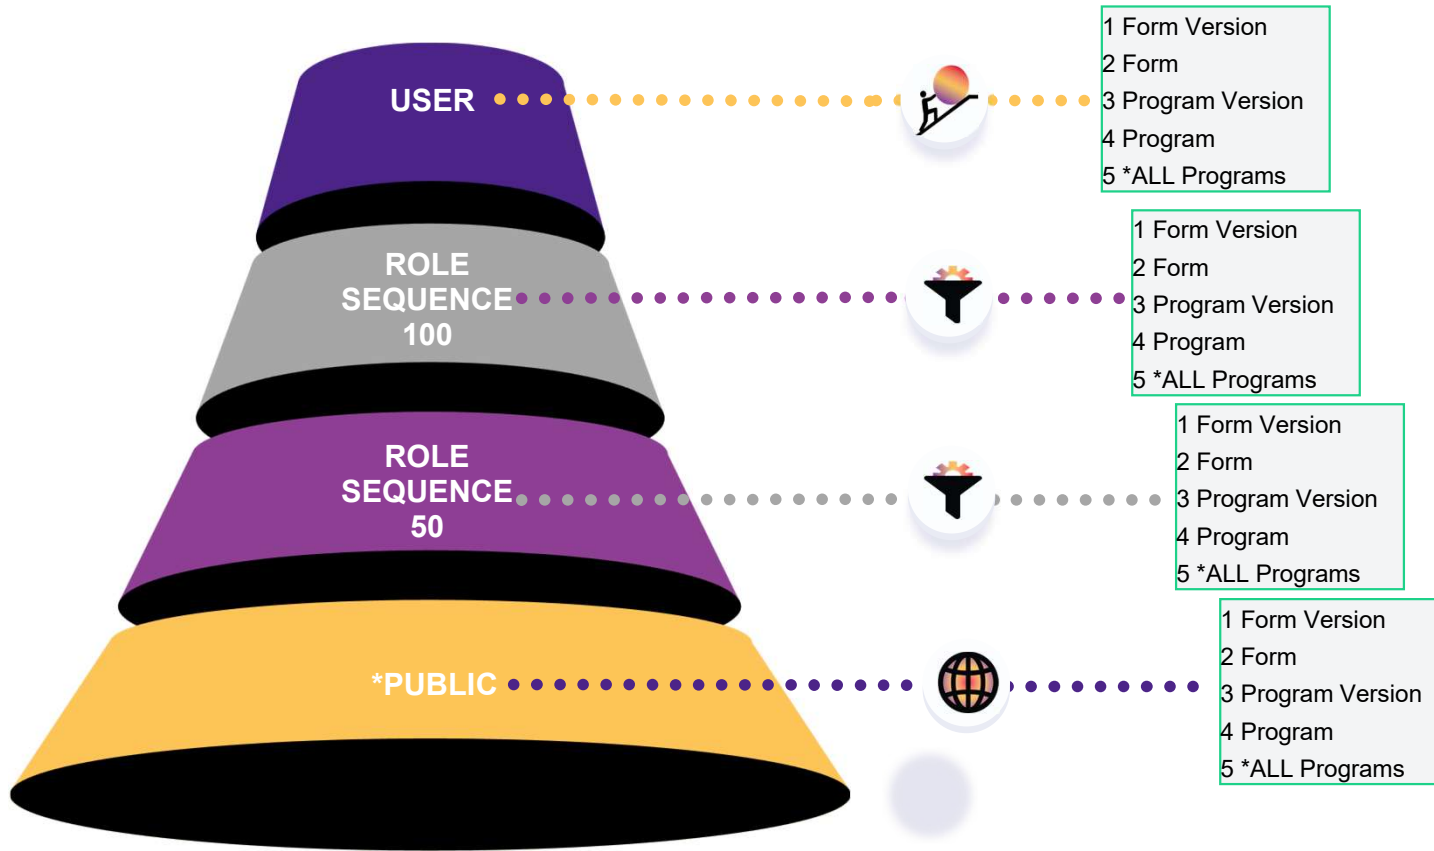 USER
1 Form Version
2 Form
3 Program Version
4 Program
5 *ALL Programs
ROLE
SEQUENCE
100
1 Form Version
2 Form
3 Program Version
4 Program
5 *ALL Programs
ROLE
SEQUENCE
50
1 Form Version
2 Form
3 Program Version
4 Program
5 *ALL Programs
*PUBLIC
1 Form Version
2 Form
3 Program Version
4 Program
5 *ALL Programs